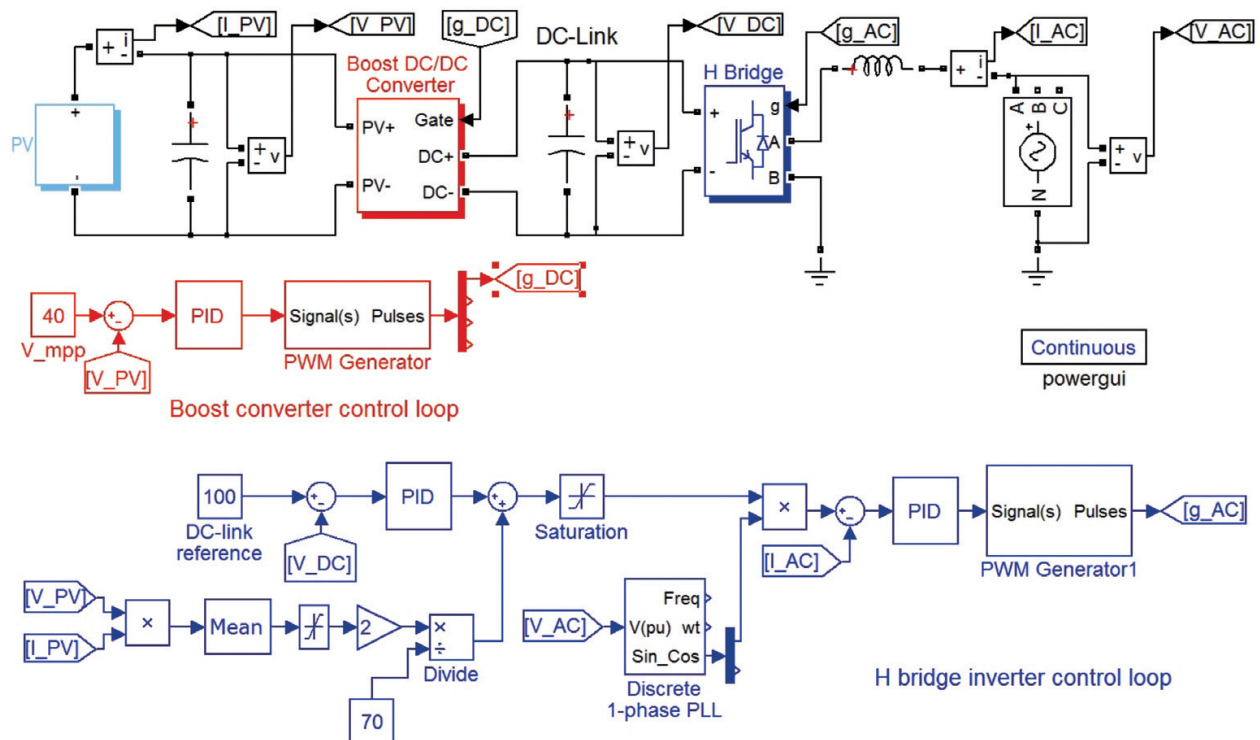 [I_PV]
[V_PV]
[g_DC]
DC-Link
[V_DC]
[g_AC]
[I_AC]
[V_AC]
+
i
-
Boost DC/DC
Converter
H Bridge
PV
+
-
+
+
-
v
PV+
Gate
DC+
PV-
DC-
+
+
-
v
+
-
g
A
B
+
+
i
-
A
B
C
+
N
+
-
v
[g_DC]
40
V_mpp
+
-
[V_PV]
PID
Signal(s) Pulses
PWM Generator
Continuous
powergui
Boost converter control loop
100
DC-link
reference
+
-
[V_DC]
PID
+
+
Saturation
×
+
-
[I_AC]
PID
Signal(s) Pulses
PWM Generator1
[g_AC]
[V_PV]
[I_PV]
×
Mean
2
×
÷
Divide
70
[V_AC]
Freq
V(pu) wt
Sin_Cos
Discrete
1-phase PLL
H bridge inverter control loop